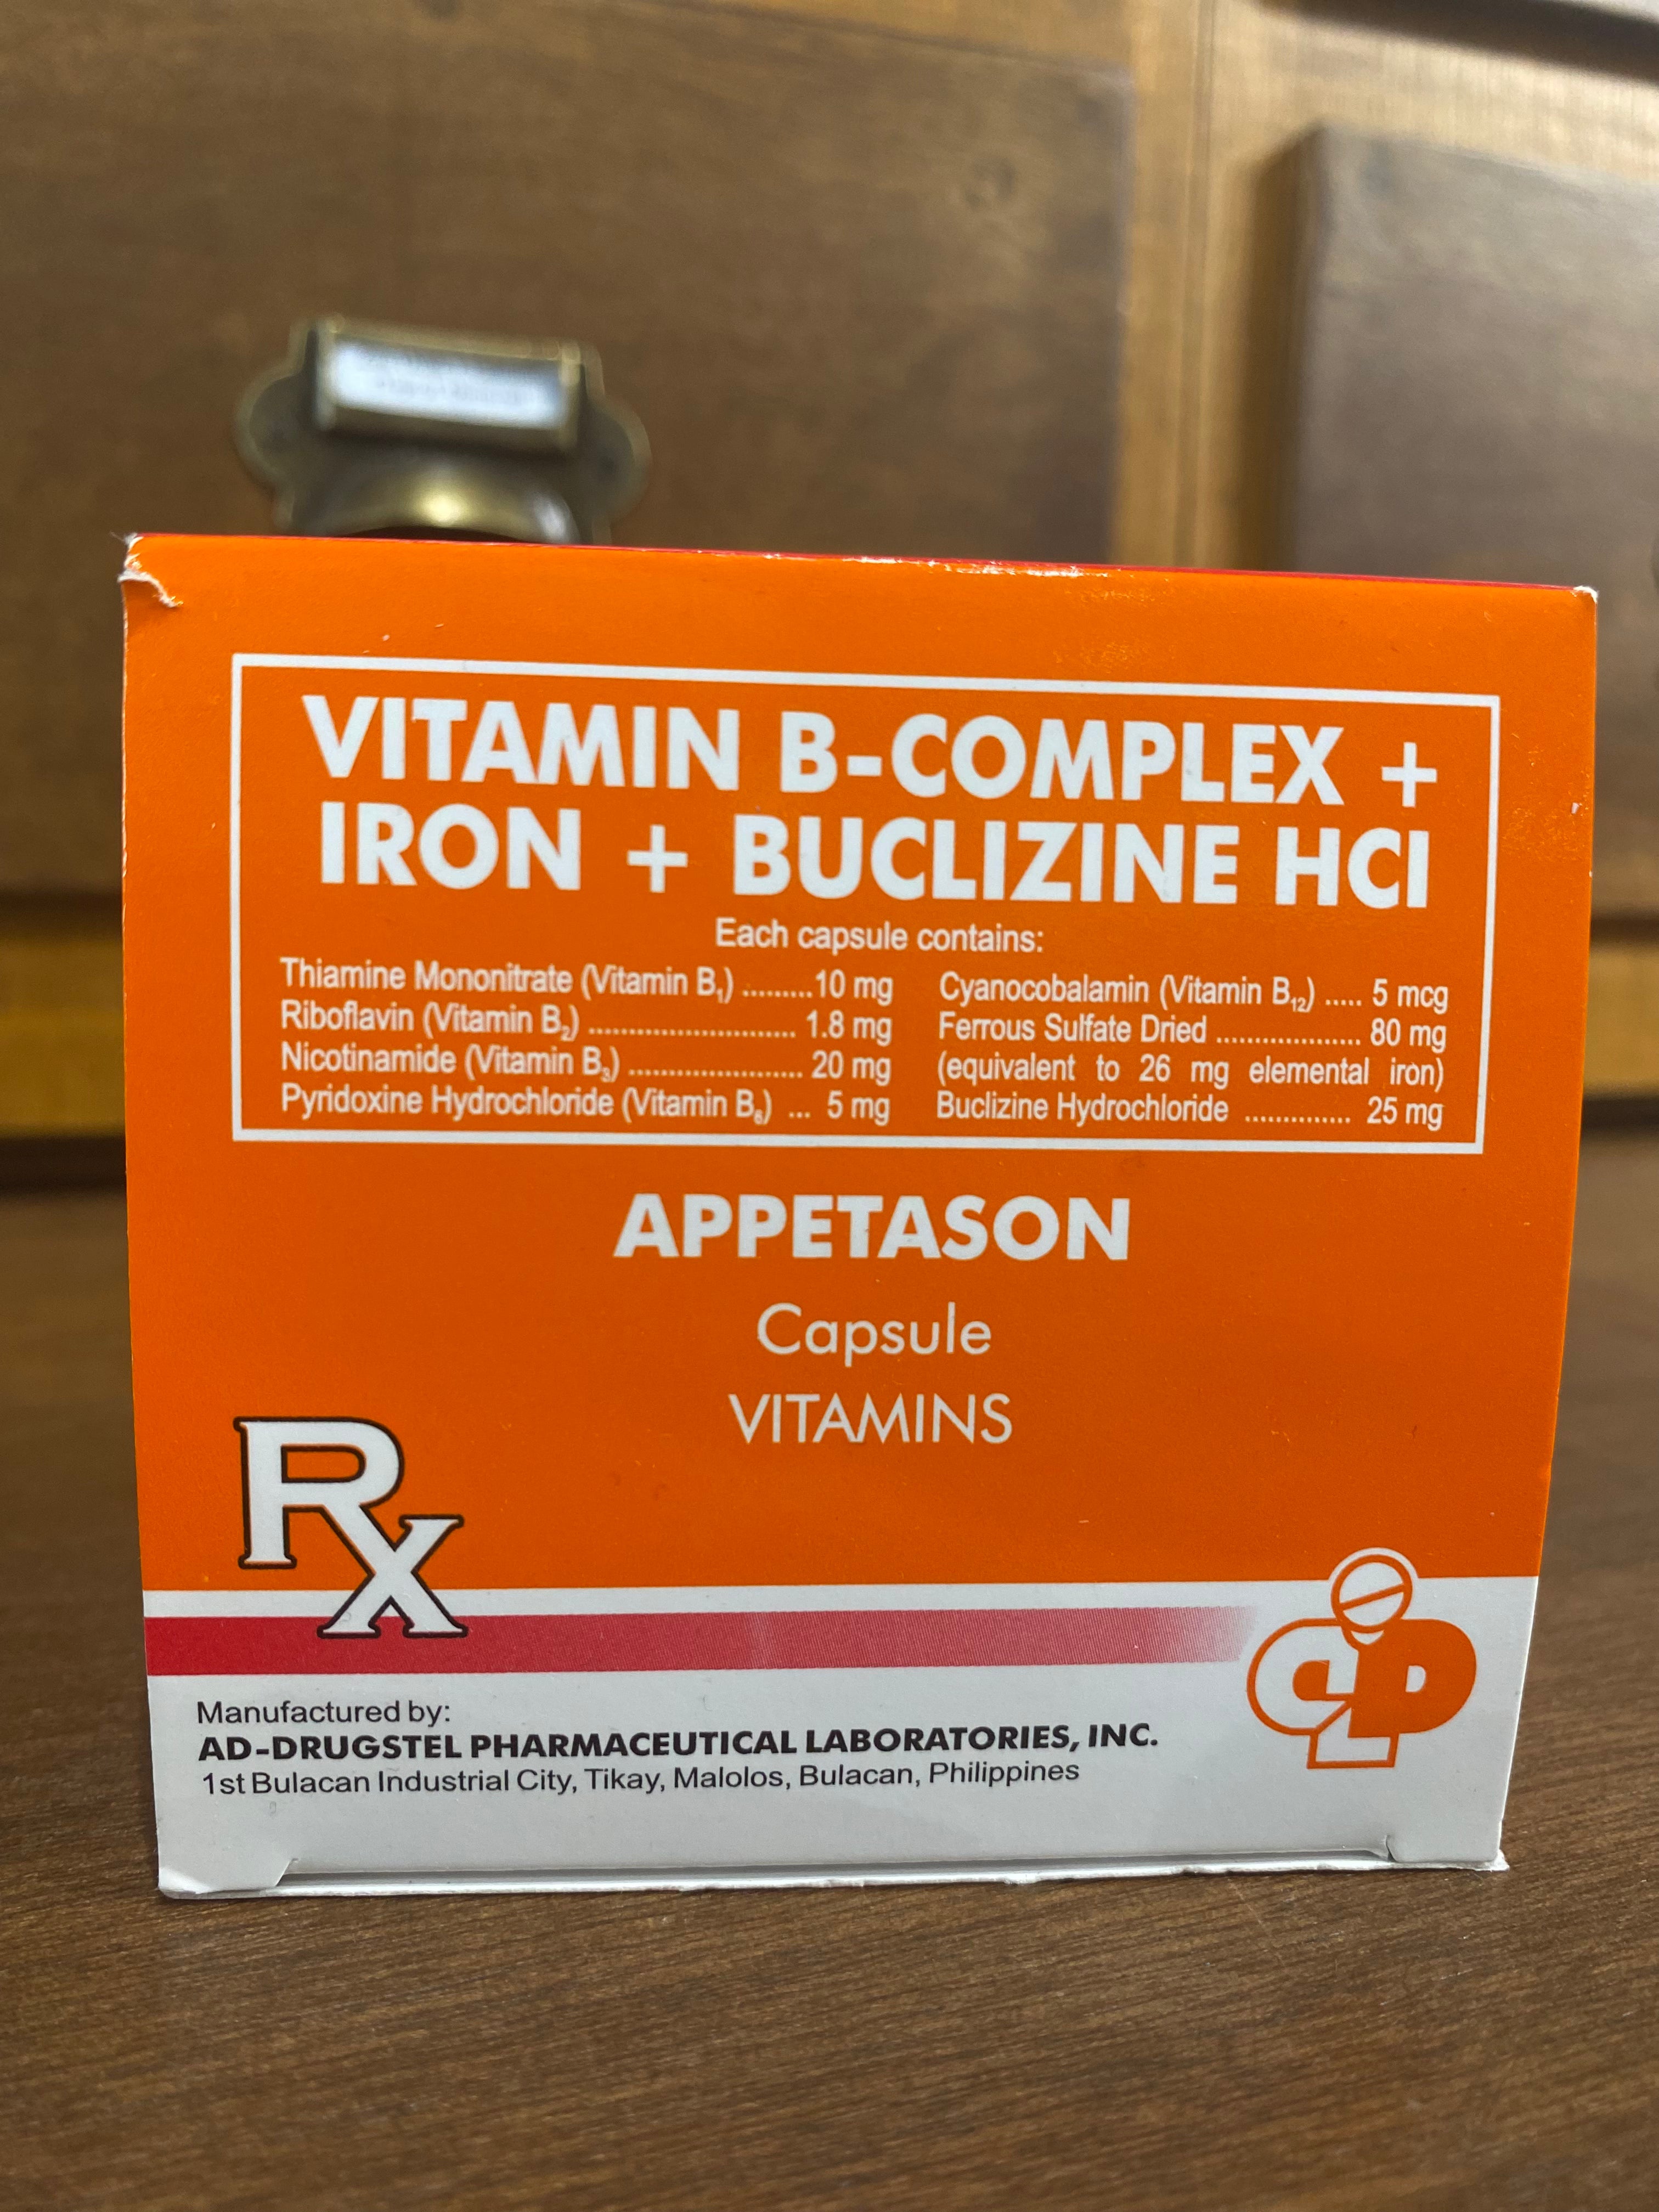 VITAMIN B-COMPLEX +
IRON + BUCLIZINE HCl
Each capsule contains:
Thiamine Mononitrate (Vitamin B₁) .........10 mg
Riboflavin (Vitamin B₂) .......................... 1.8 mg
Nicotinamide (Vitamin B₃) ...................... 20 mg
Pyridoxine Hydrochloride (Vitamin B₆) ... 5 mg
Cyanocobalamin (Vitamin B₁₂) ..... 5 mcg
Ferrous Sulfate Dried ................... 80 mg
(equivalent to 26 mg elemental iron)
Buclizine Hydrochloride .............. 25 mg
APPETASON
Capsule
VITAMINS
Rx
Manufactured by:
AD-DRUGSTEL PHARMACEUTICAL LABORATORIES, INC.
1st Bulacan Industrial City, Tikay, Malolos, Bulacan, Philippines